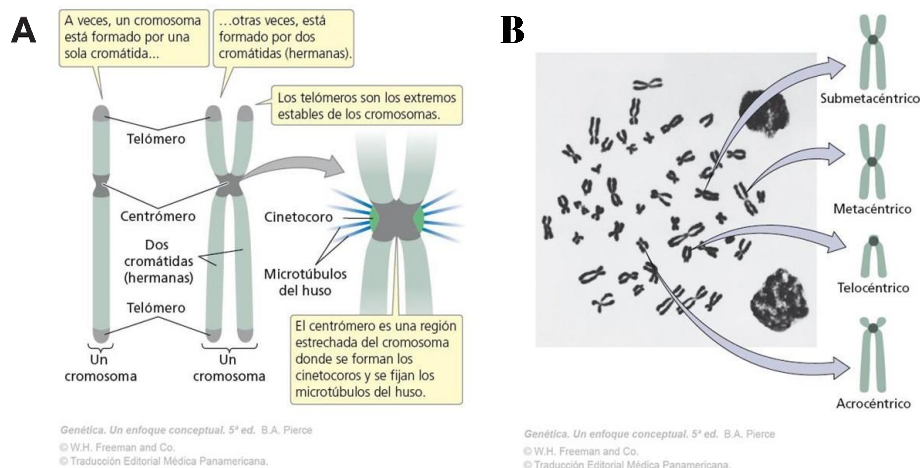 A
A veces, un cromosoma
está formado por una
sola cromátida...
...otras veces, está
formado por dos
cromátidas (hermanas).
Los telómeros son los extremos
estables de los cromosomas.
Telómero
Centrómero
Cinetocoro
Dos
cromátidas
(hermanas)
Microtúbulos
del huso
Telómero
El centrómero es una región
estrechada del cromosoma
donde se forman los
cinetocoros y se fijan los
microtúbulos del huso.
Un
cromosoma
Un
cromosoma
Genética. Un enfoque conceptual. 5ª ed. B.A. Pierce
© W.H. Freeman and Co.
© Traducción Editorial Médica Panamericana.
B
Submetacéntrico
Metacéntrico
Telocéntrico
Acrocéntrico
Genética. Un enfoque conceptual. 5ª ed. B.A. Pierce
© W.H. Freeman and Co.
© Traducción Editorial Médica Panamericana.